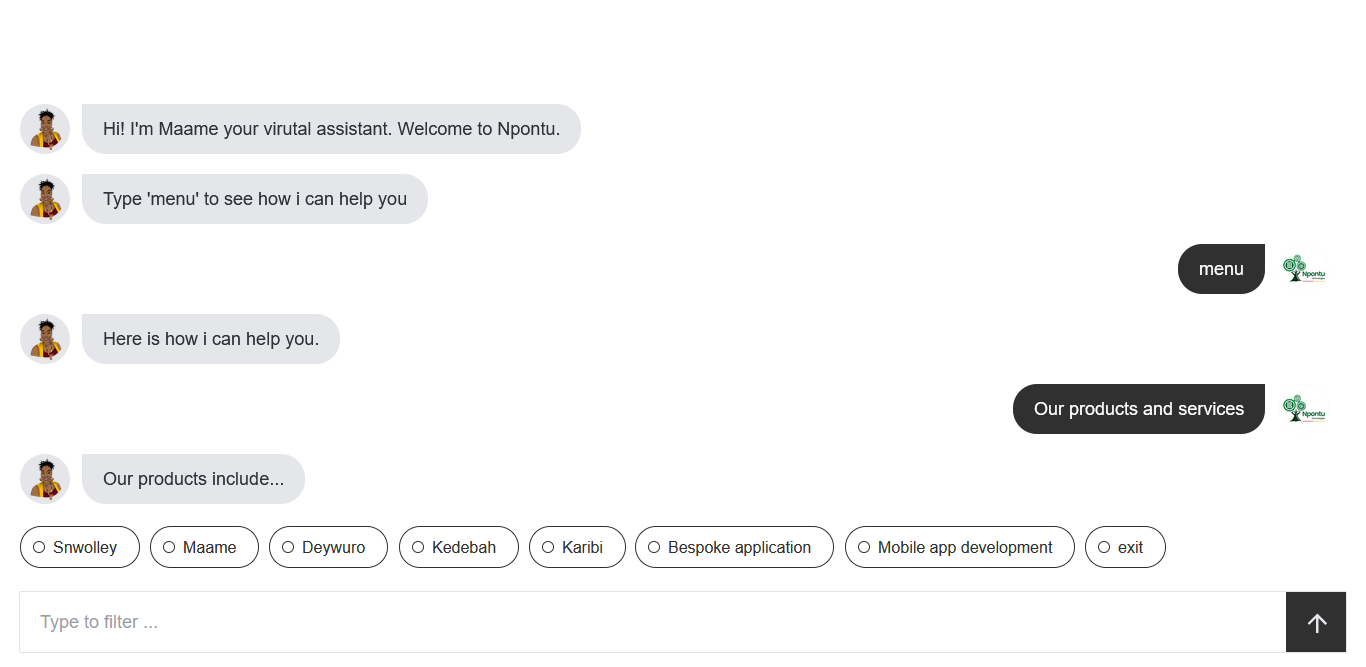 Hi! I'm Maame your virutal assistant. Welcome to Npontu.
Type 'menu' to see how i can help you
menu
Npontu
Here is how i can help you.
Our products and services
Npontu
Our products include...
Snwolley
Maame
Deywuro
Kedebah
Karibi
Bespoke application
Mobile app development
exit
Type to filter ...